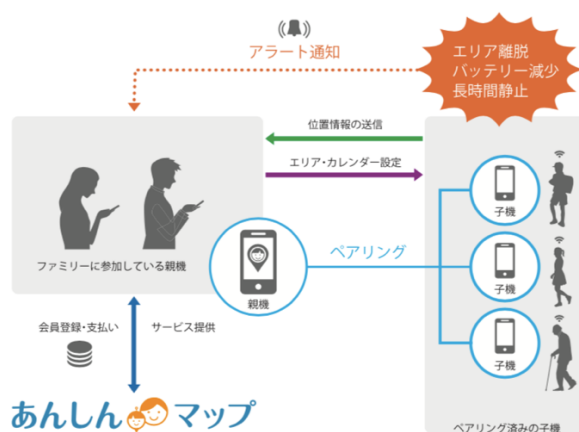 アラート通知
エリア離脱
バッテリー減少
長時間静止
位置情報の送信
エリア・カレンダー設定
子機
ペアリング
子機
ファミリーに参加している親機
親機
子機
会員登録・支払い
サービス提供
あんしんマップ
ペアリング済みの子機